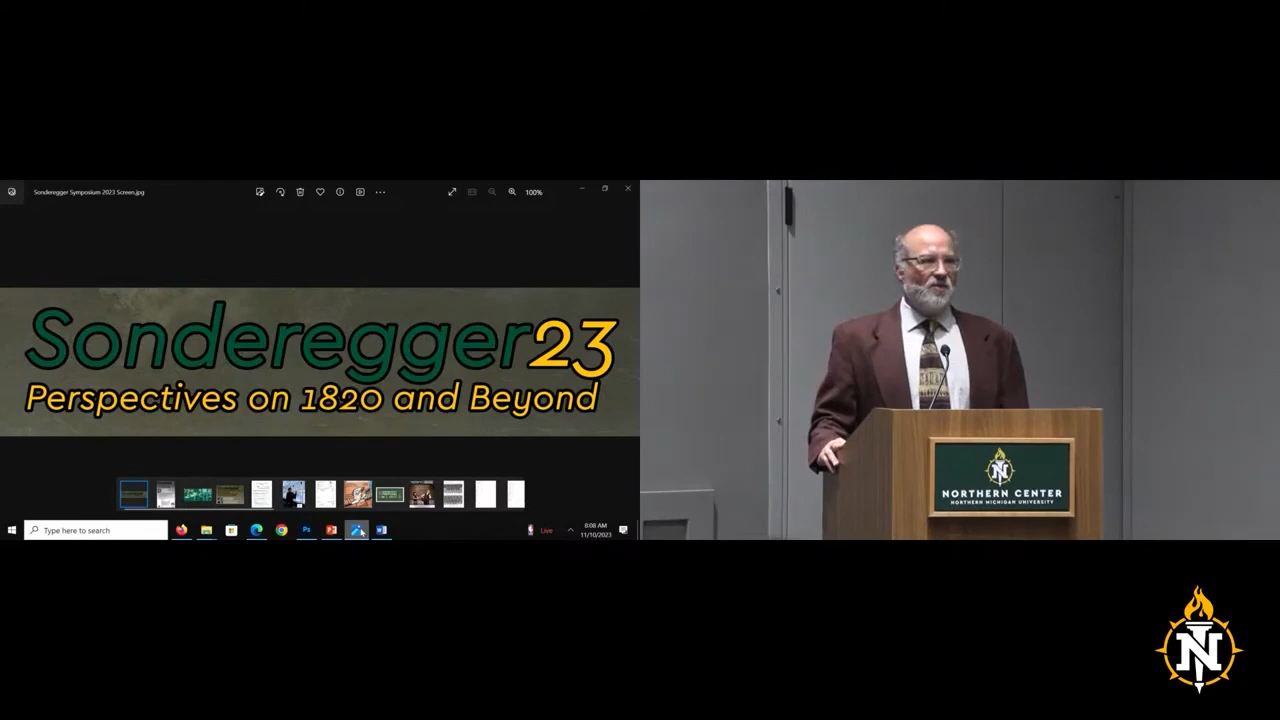 Sonderegger Symposium 2023 Screen.jpg
100%
Sonderegger23
Perspectives on 1820 and Beyond
Type here to search
Live
8:08 AM
11/10/2023
N
NORTHERN CENTER
NORTHERN MICHIGAN UNIVERSITY
N